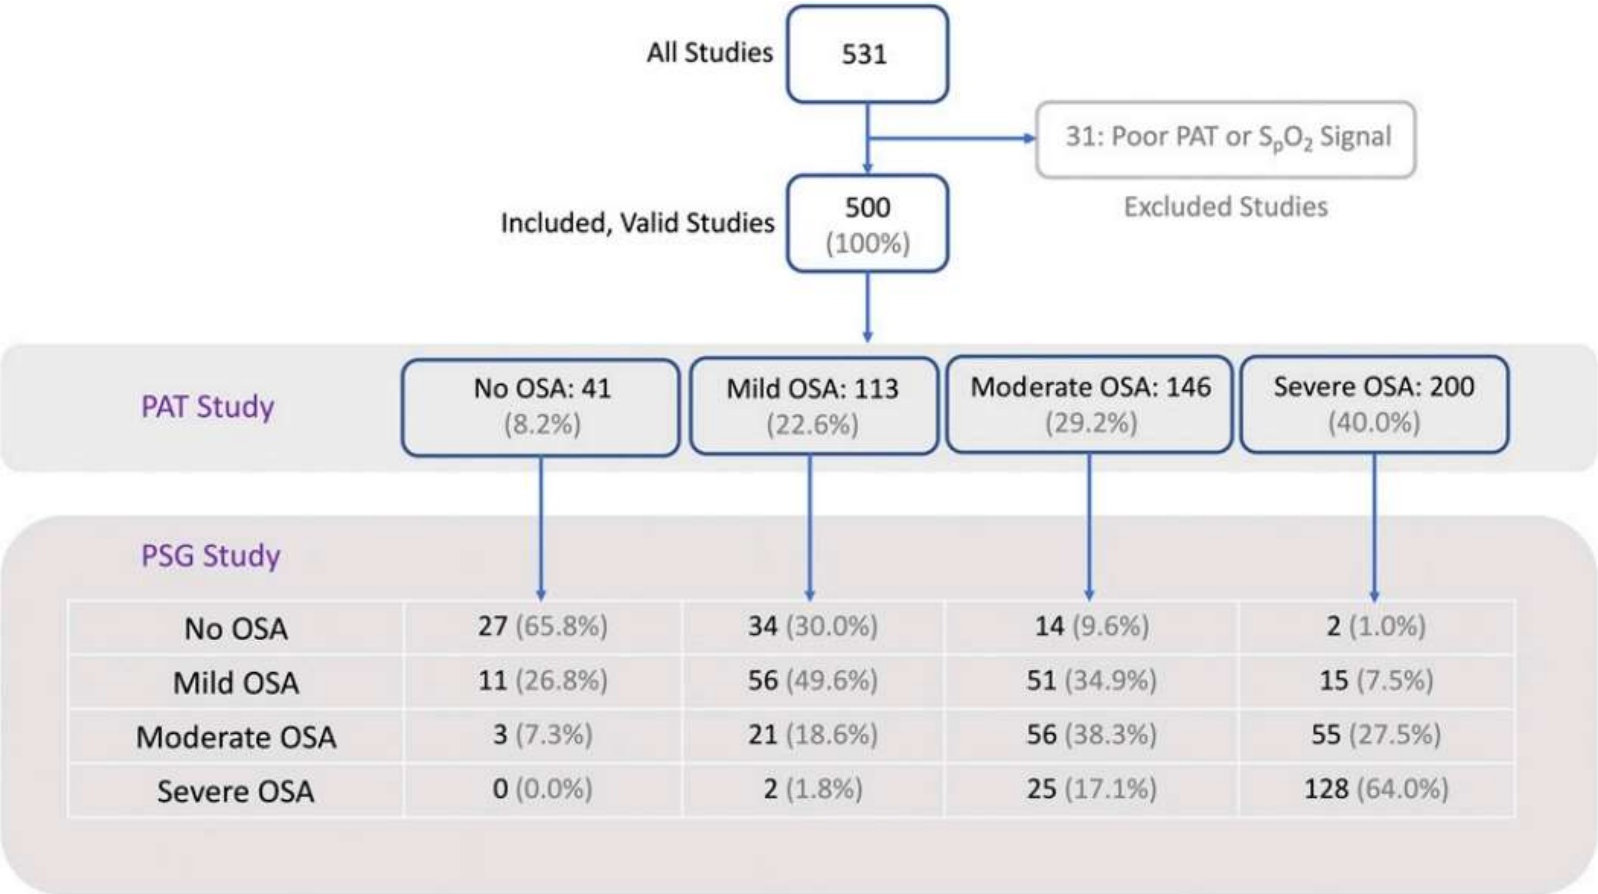 All Studies
531
31: Poor PAT or SpO2 Signal
Excluded Studies
Included, Valid Studies
500
(100%)
PAT Study
No OSA: 41
(8.2%)
Mild OSA: 113
(22.6%)
Moderate OSA: 146
(29.2%)
Severe OSA: 200
(40.0%)
PSG Study
No OSA 27 (65.8%) 34 (30.0%) 14 (9.6%) 2 (1.0%)
Mild OSA 11 (26.8%) 56 (49.6%) 51 (34.9%) 15 (7.5%)
Moderate OSA 3 (7.3%) 21 (18.6%) 56 (38.3%) 55 (27.5%)
Severe OSA 0 (0.0%) 2 (1.8%) 25 (17.1%) 128 (64.0%)